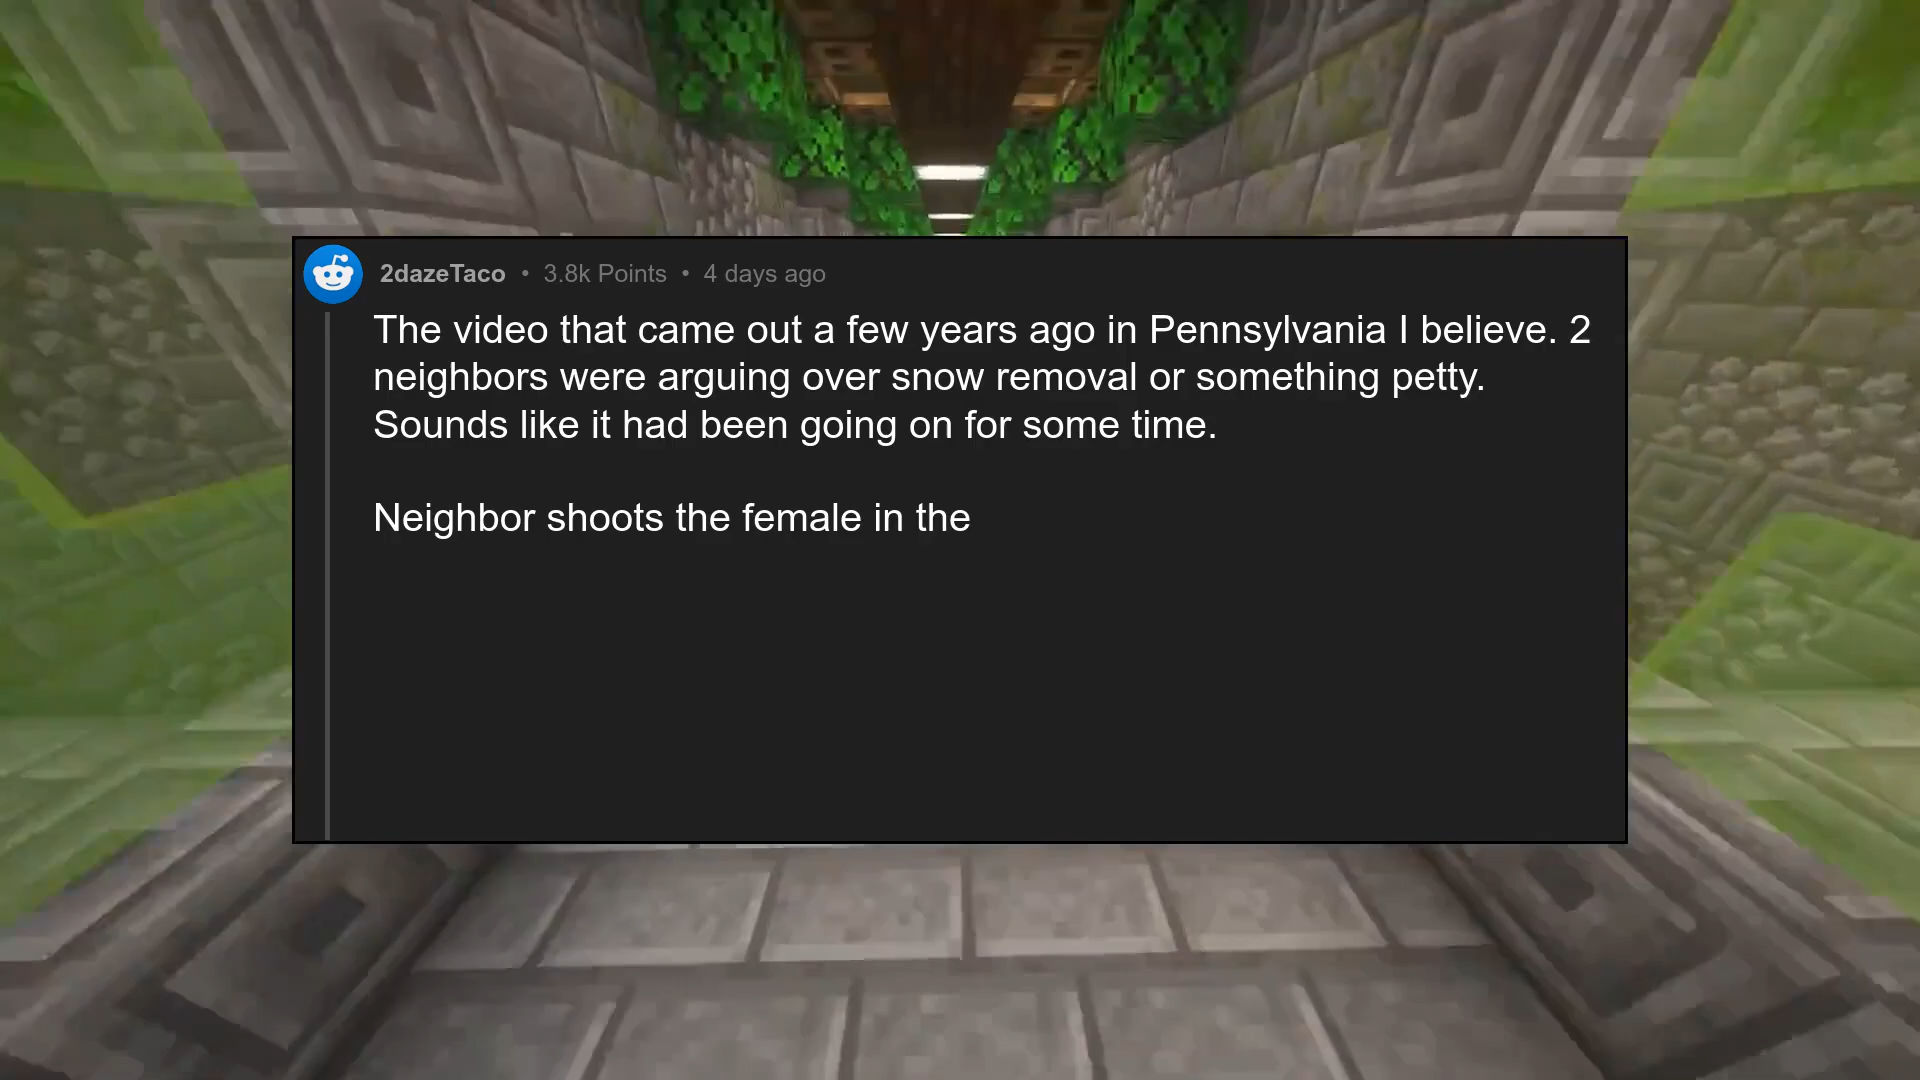 2dazeTaco • 3.8k Points • 4 days ago
The video that came out a few years ago in Pennsylvania I believe. 2
neighbors were arguing over snow removal or something petty.
Sounds like it had been going on for some time.
Neighbor shoots the female in the